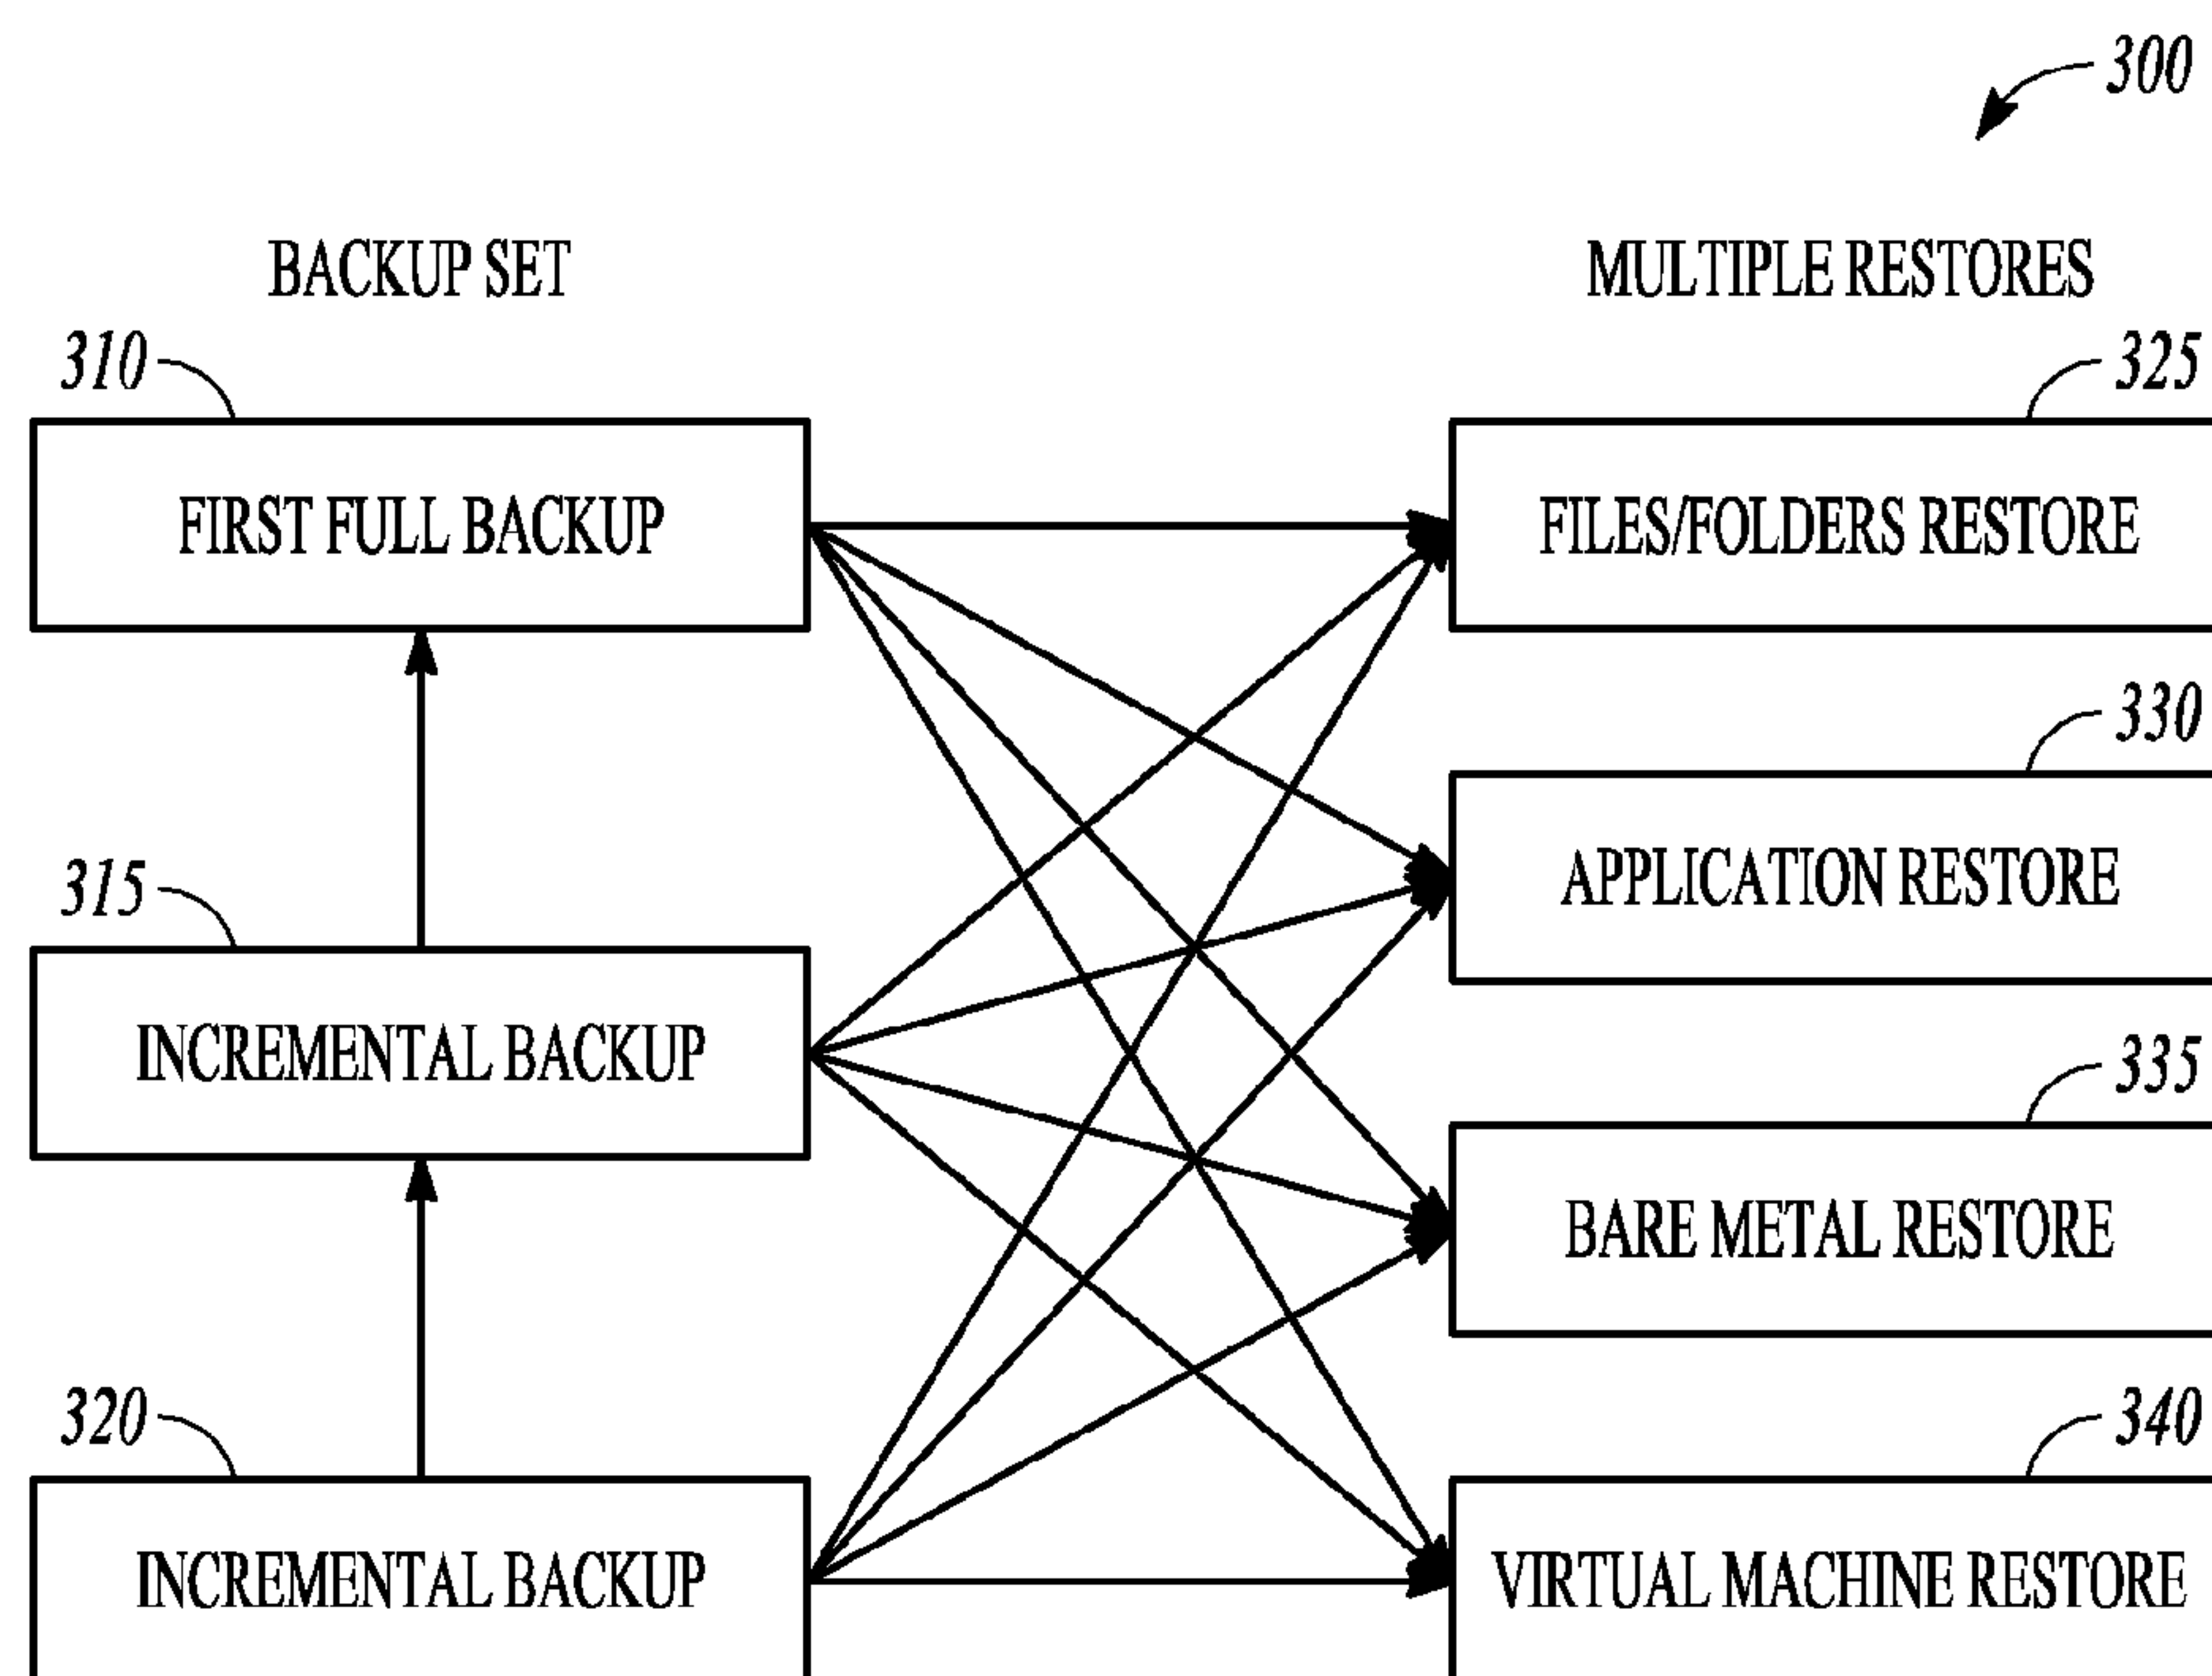 300
BACKUP SET
MULTIPLE RESTORES
310
325
FIRST FULL BACKUP
FILES/FOLDERS RESTORE
330
315
APPLICATION RESTORE
INCREMENTAL BACKUP
335
BARE METAL RESTORE
320
340
INCREMENTAL BACKUP
VIRTUAL MACHINE RESTORE